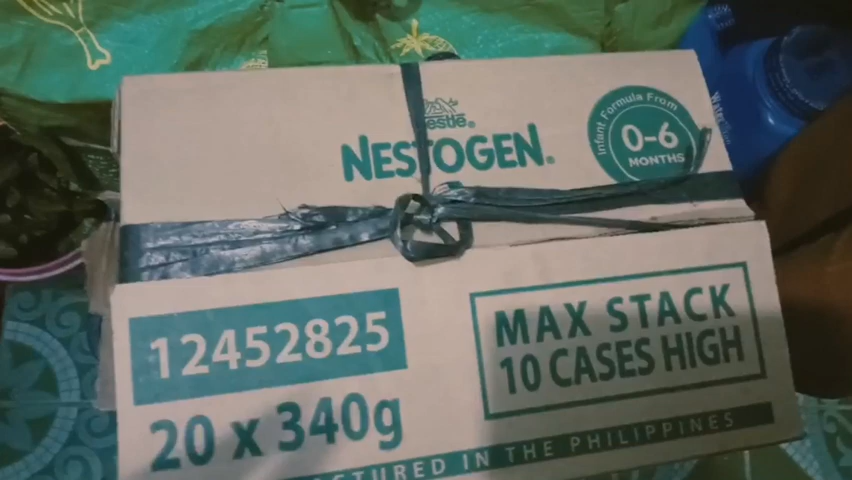 Nestlé®
NESTOGEN®
Infant Formula From
0-6
MONTHS
12452825
20 x 340g
MAX STACK
10 CASES HIGH
IN THE PHILIPPINES